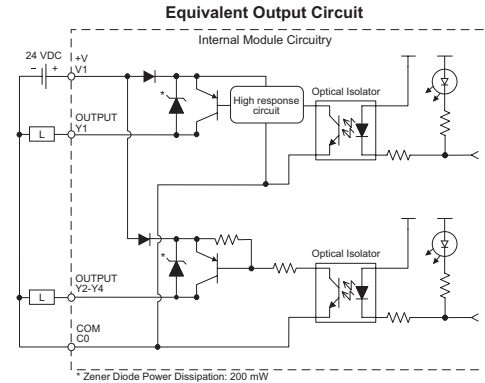 Equivalent Output Circuit
Internal Module Circuitry
24 VDC
– +
+V
V1
*
High response
circuit
Optical Isolator
OUTPUT
Y1
L
*
Optical Isolator
OUTPUT
Y2-Y4
L
COM
C0
* Zener Diode Power Dissipation: 200 mW